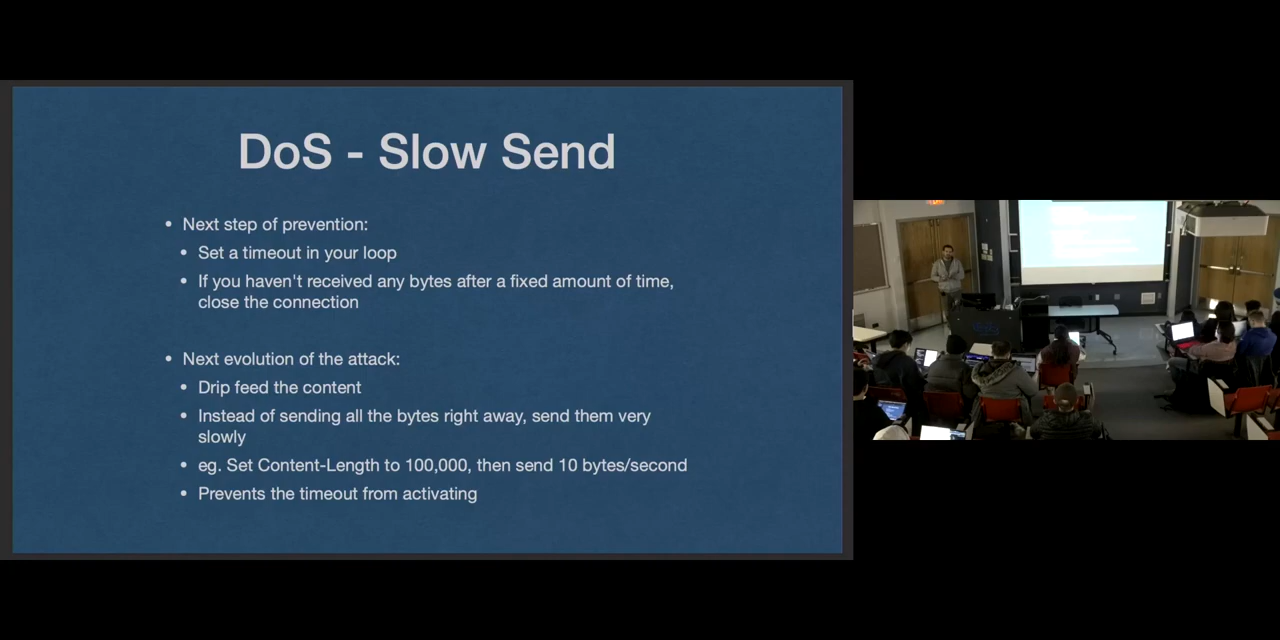 DoS - Slow Send
• Next step of prevention:
• Set a timeout in your loop
• If you haven't received any bytes after a fixed amount of time,
close the connection
• Next evolution of the attack:
• Drip feed the content
• Instead of sending all the bytes right away, send them very
slowly
• eg. Set Content-Length to 100,000, then send 10 bytes/second
• Prevents the timeout from activating